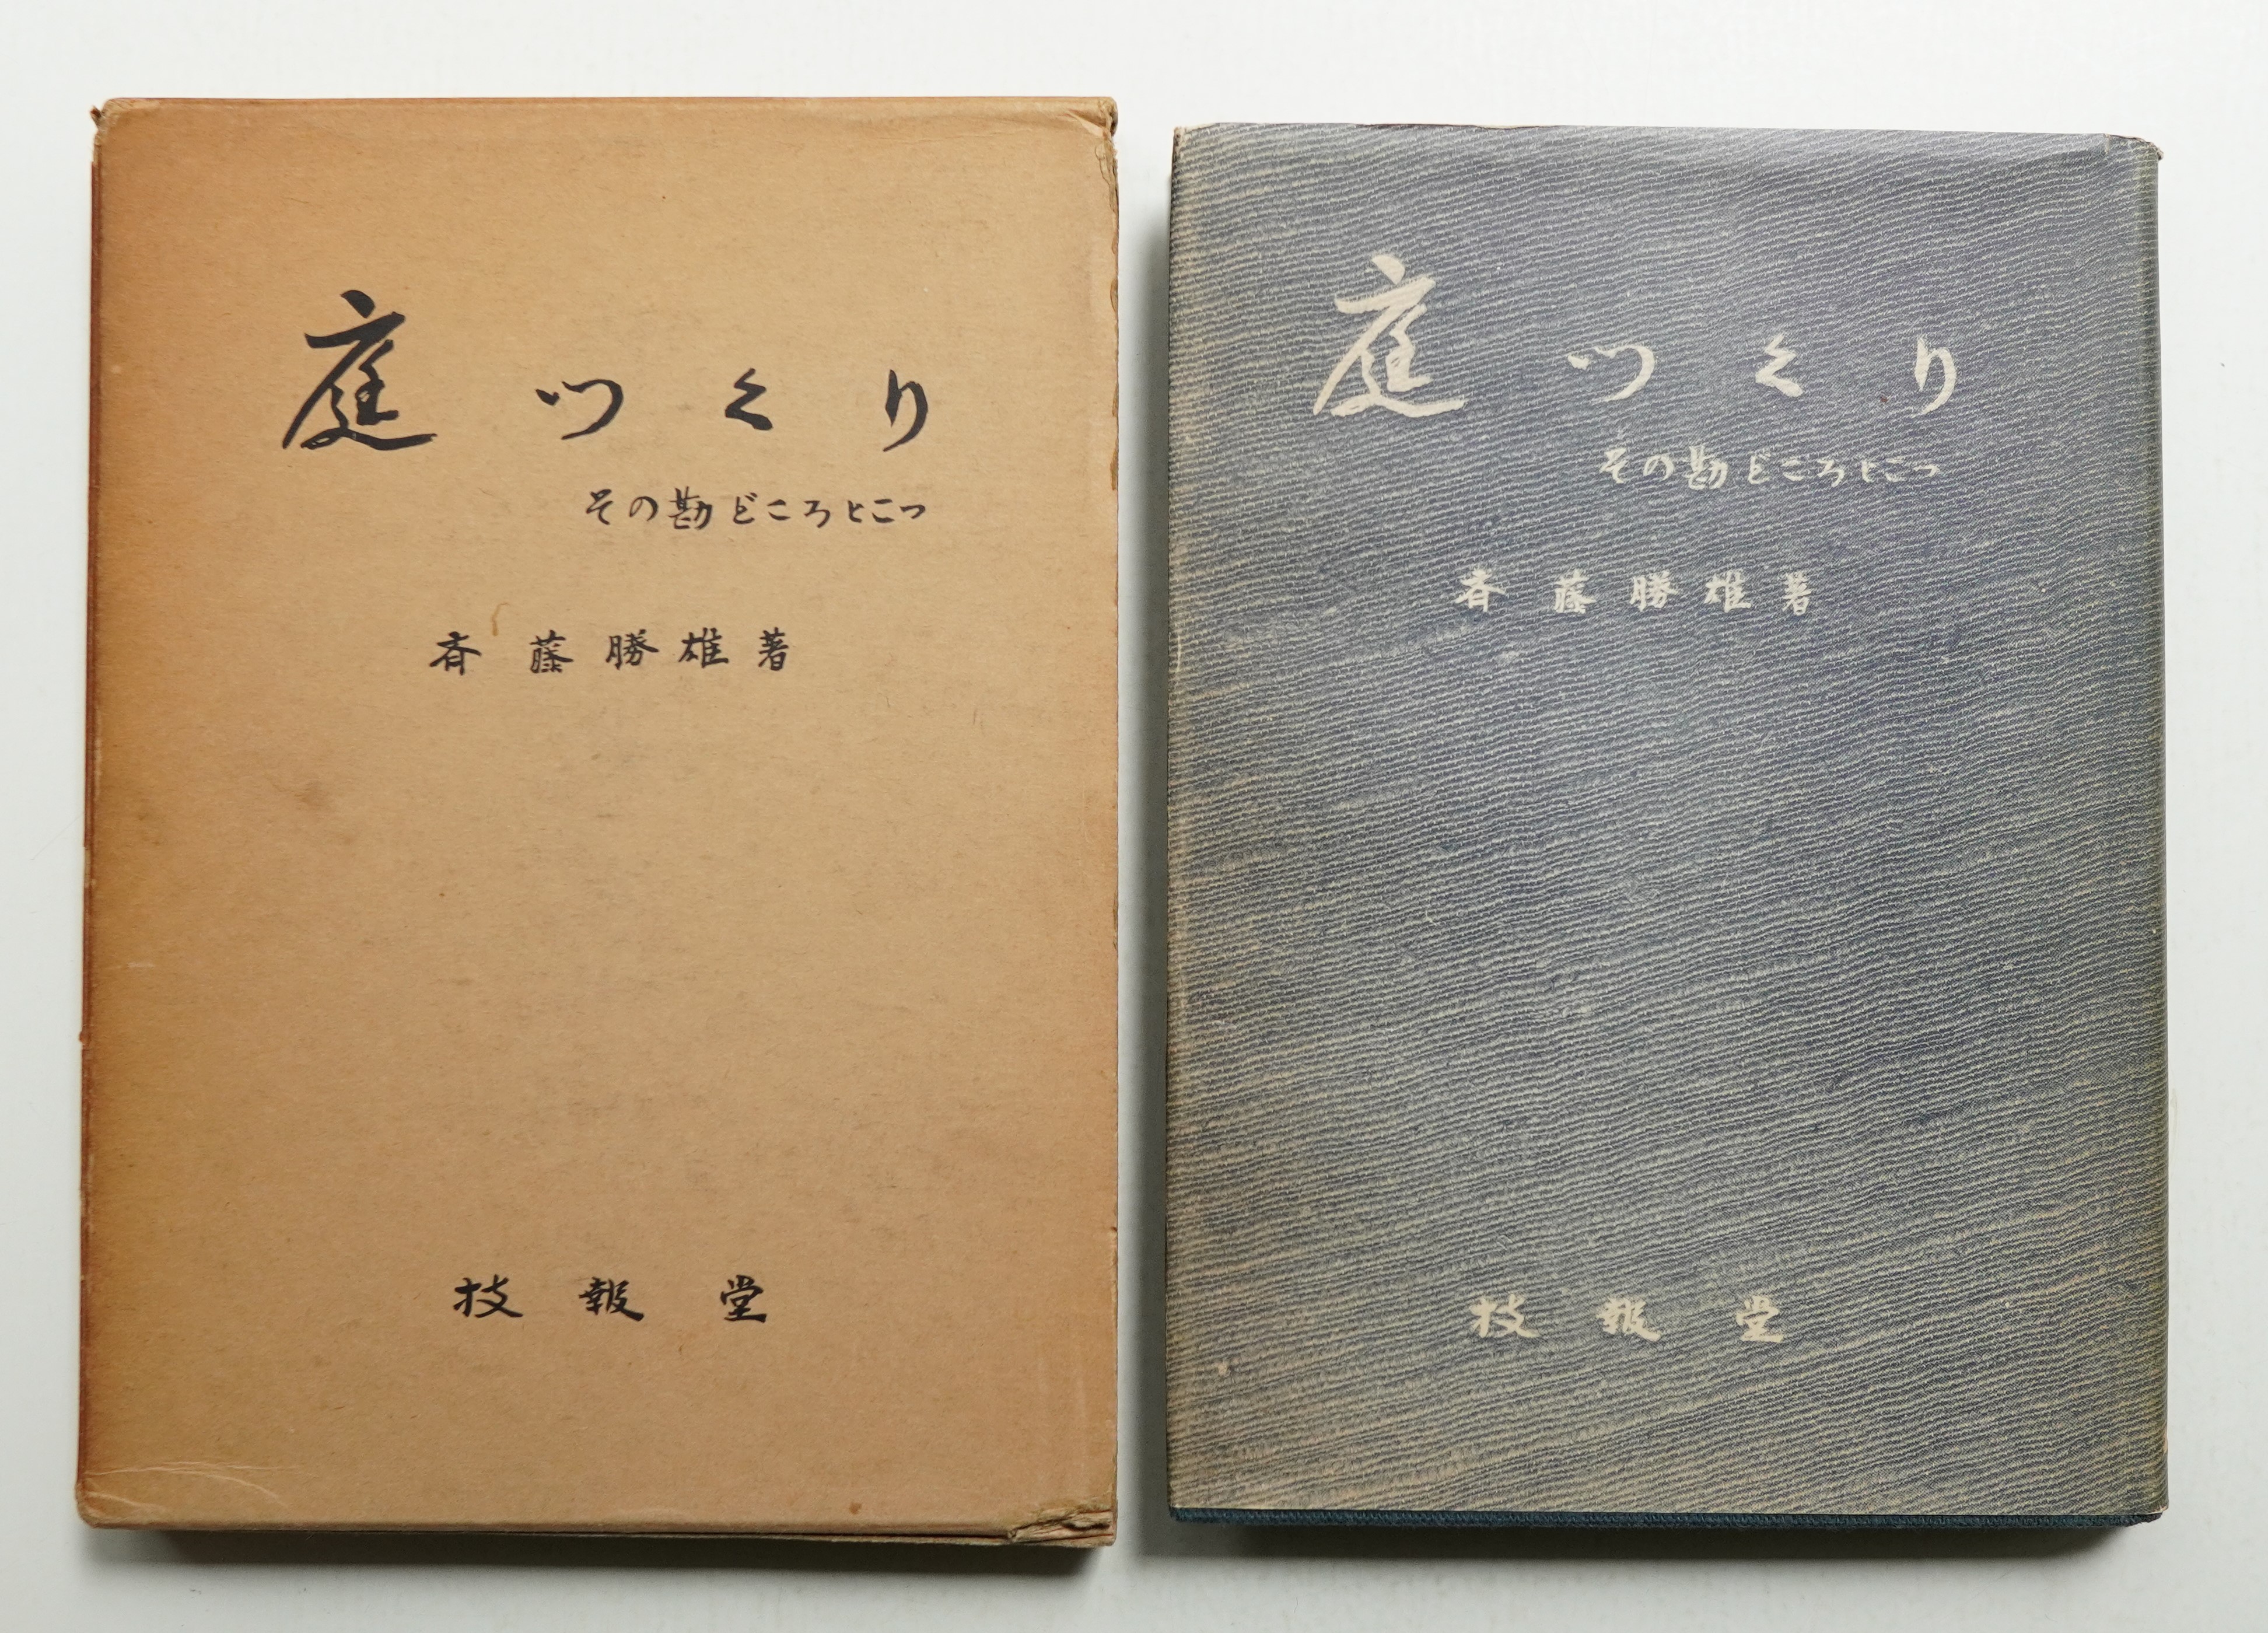 庭つくり
その勘どころとこつ
斉藤勝雄著
技報堂
庭つくり
その勘どころとこつ
斉藤勝雄著
技報堂